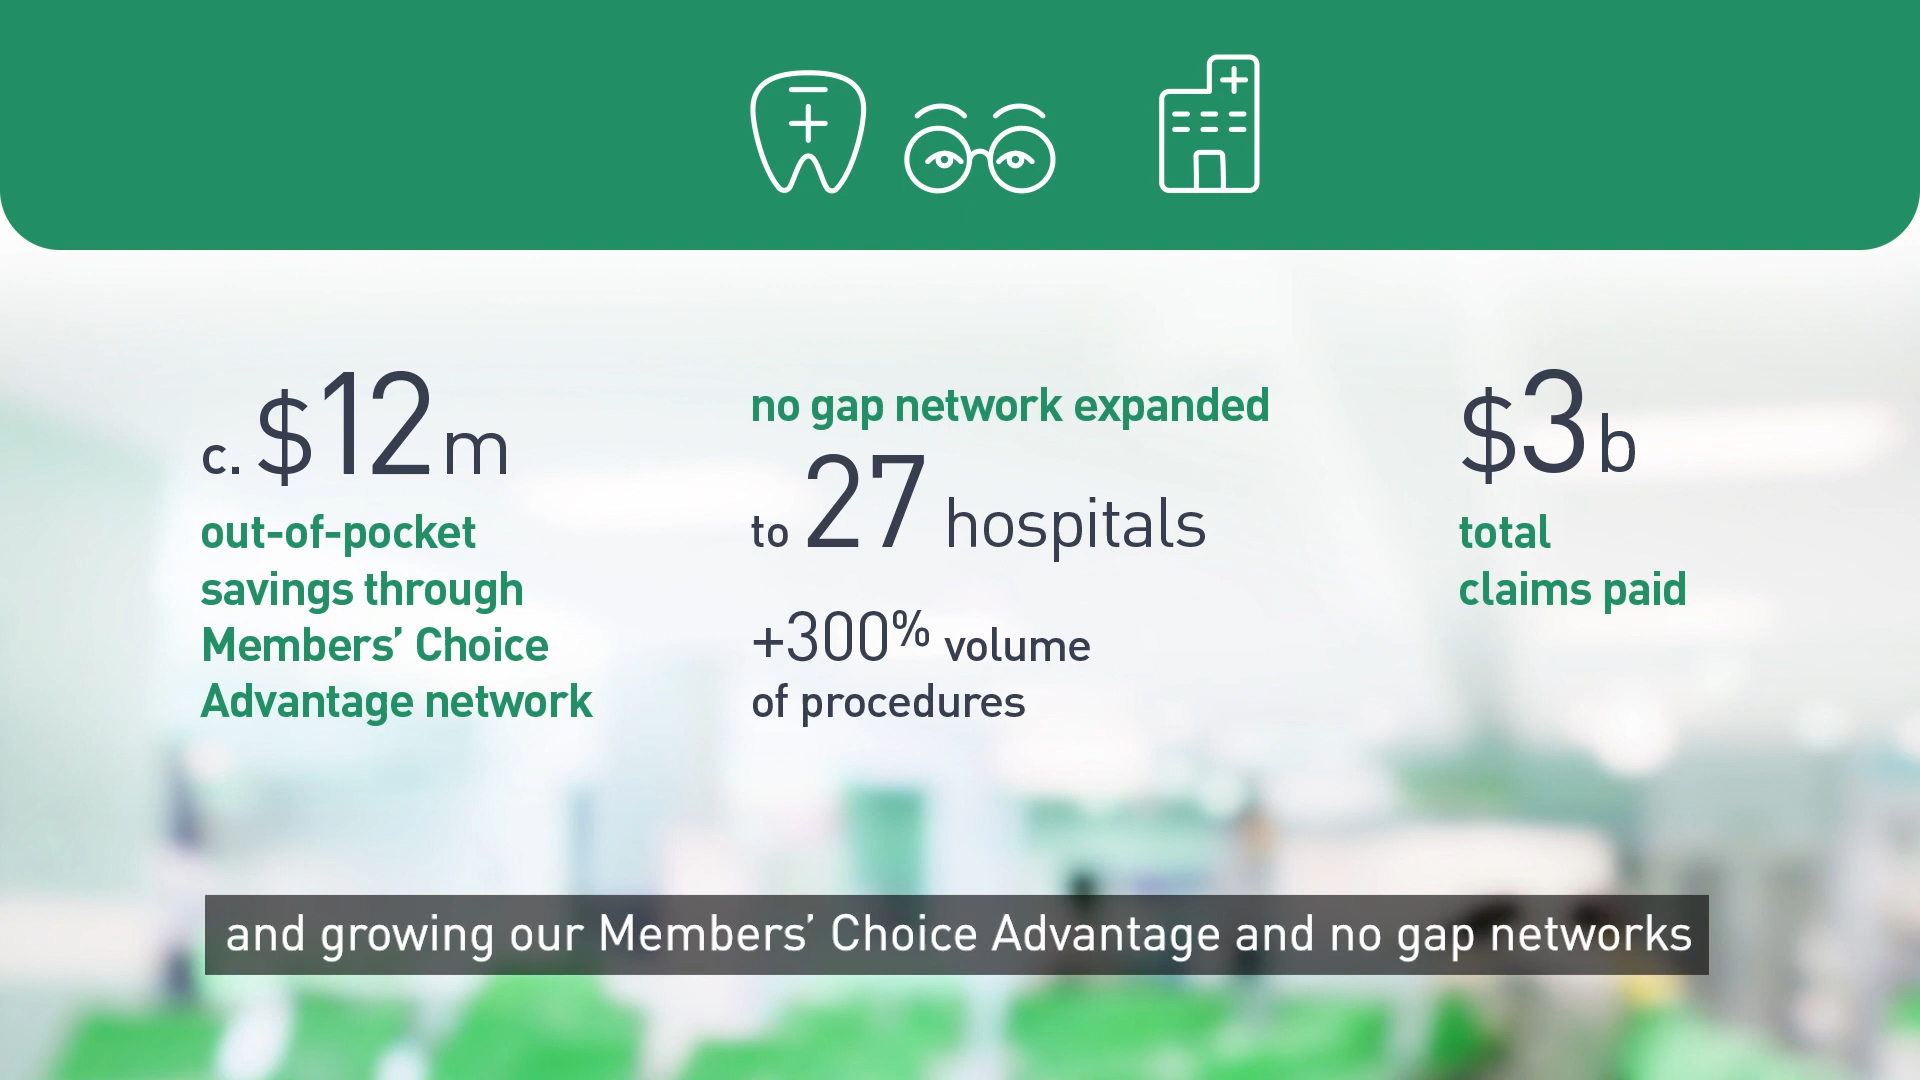 c. $12m
out-of-pocket
savings through
Members’ Choice
Advantage network
no gap network expanded
to 27 hospitals
+300% volume
of procedures
$3b
total
claims paid
and growing our Members’ Choice Advantage and no gap networks